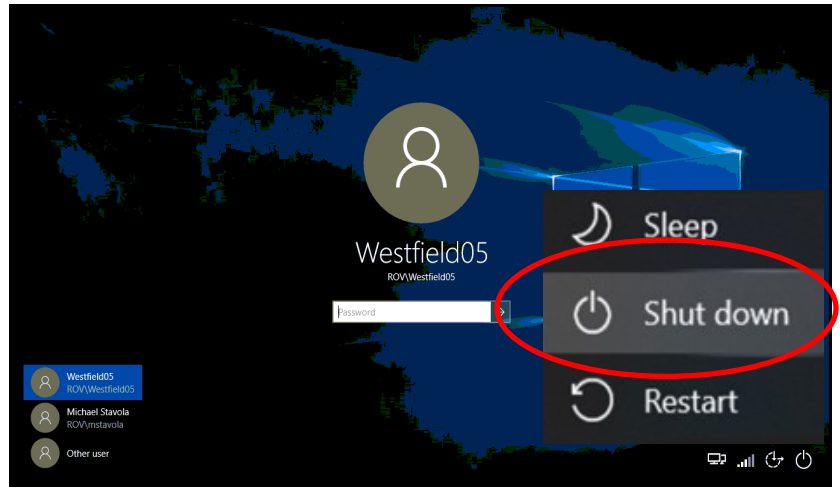 Westfield05
ROV\Westfield05
Password
Sleep
Shut down
Restart
Westfield05
ROV\Westfield05
Michael Stavola
ROV\mstavola
Other user